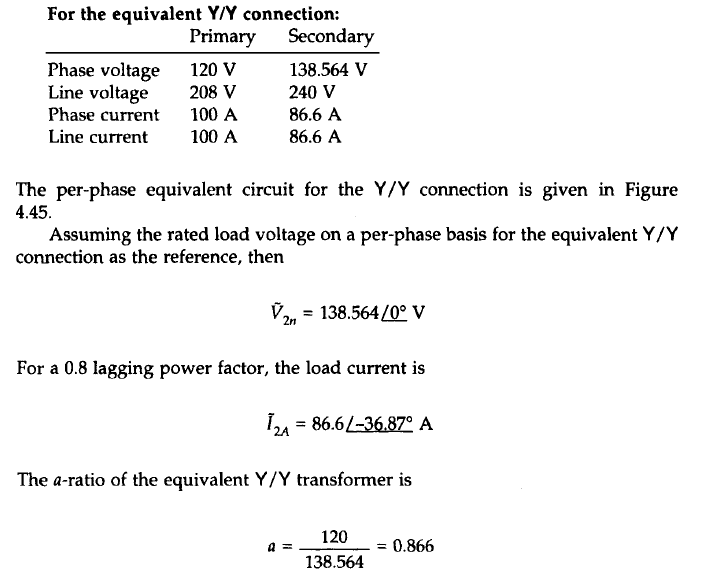 For the equivalent Y/Y connection:
Primary Secondary
Phase voltage 120 V 138.564 V
Line voltage 208 V 240 V
Phase current 100 A 86.6 A
Line current 100 A 86.6 A
The per-phase equivalent circuit for the Y/Y connection is given in Figure
4.45.
Assuming the rated load voltage on a per-phase basis for the equivalent Y/Y
connection as the reference, then
Ṽ₂ₙ = 138.564/0° V
For a 0.8 lagging power factor, the load current is
Ĩ₂A = 86.6/−36.87° A
The a-ratio of the equivalent Y/Y transformer is
a = 120 / 138.564 = 0.866